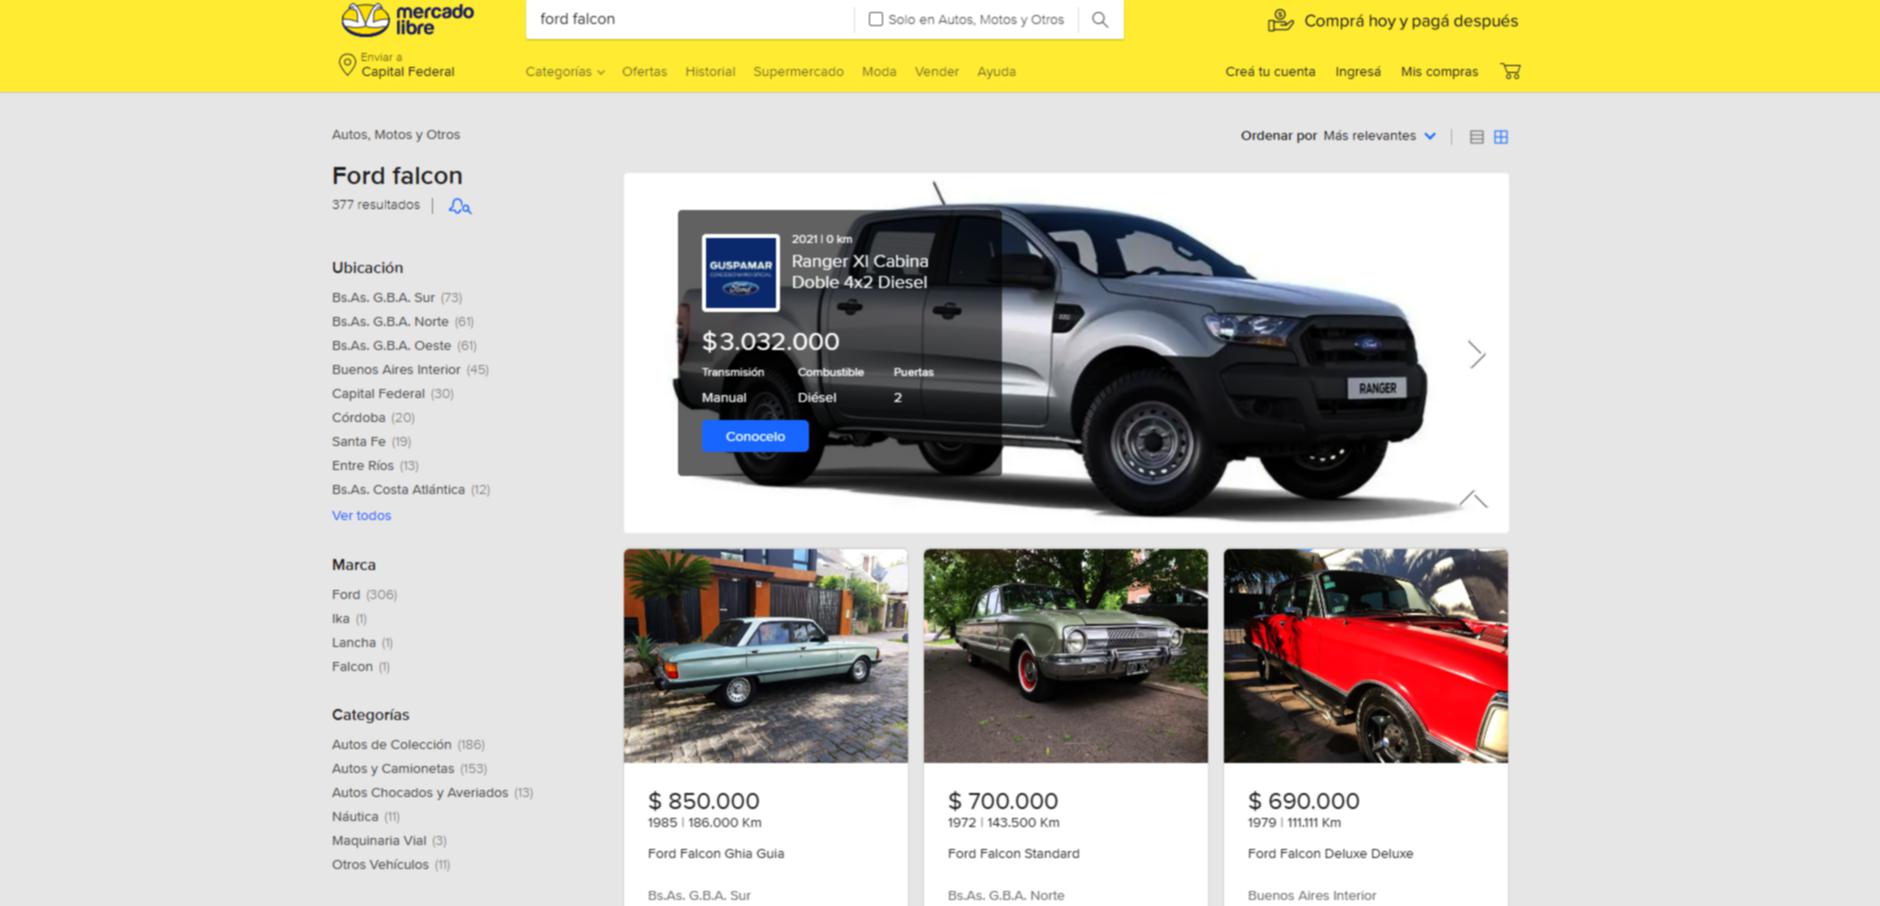 mercado
libre
ford falcon
Solo en Autos, Motos y Otros
Comprá hoy y pagá después
Enviar a
Capital Federal
Categorías Ofertas Historial Supermercado Moda Vender Ayuda
Creá tu cuenta Ingresá Mis compras
Autos, Motos y Otros
Ordenar por Más relevantes
Ford falcon
377 resultados
Ubicación
Bs.As. G.B.A. Sur (73)
Bs.As. G.B.A. Norte (61)
Bs.As. G.B.A. Oeste (61)
Buenos Aires Interior (45)
Capital Federal (30)
Córdoba (20)
Santa Fe (19)
Entre Ríos (13)
Bs.As. Costa Atlántica (12)
Ver todos
Marca
Ford (306)
Ika (1)
Lancha (1)
Falcon (1)
Categorías
Autos de Colección (186)
Autos y Camionetas (153)
Autos Chocados y Averiados (13)
Náutica (11)
Maquinaria Vial (3)
Otros Vehículos (11)
GUSPAMAR
Ford
2021 | 0 km
Ranger Xl Cabina
Doble 4x2 Diesel
$3.032.000
Transmisión Combustible Puertas
Manual Diésel 2
Conocelo
Ford
RANGER
$ 850.000
1985 | 186.000 Km
Ford Falcon Ghia Guia
Bs.As. G.B.A. Sur
$ 700.000
1972 | 143.500 Km
Ford Falcon Standard
Bs.As. G.B.A. Norte
$ 690.000
1979 | 111.111 Km
Ford Falcon Deluxe Deluxe
Buenos Aires Interior